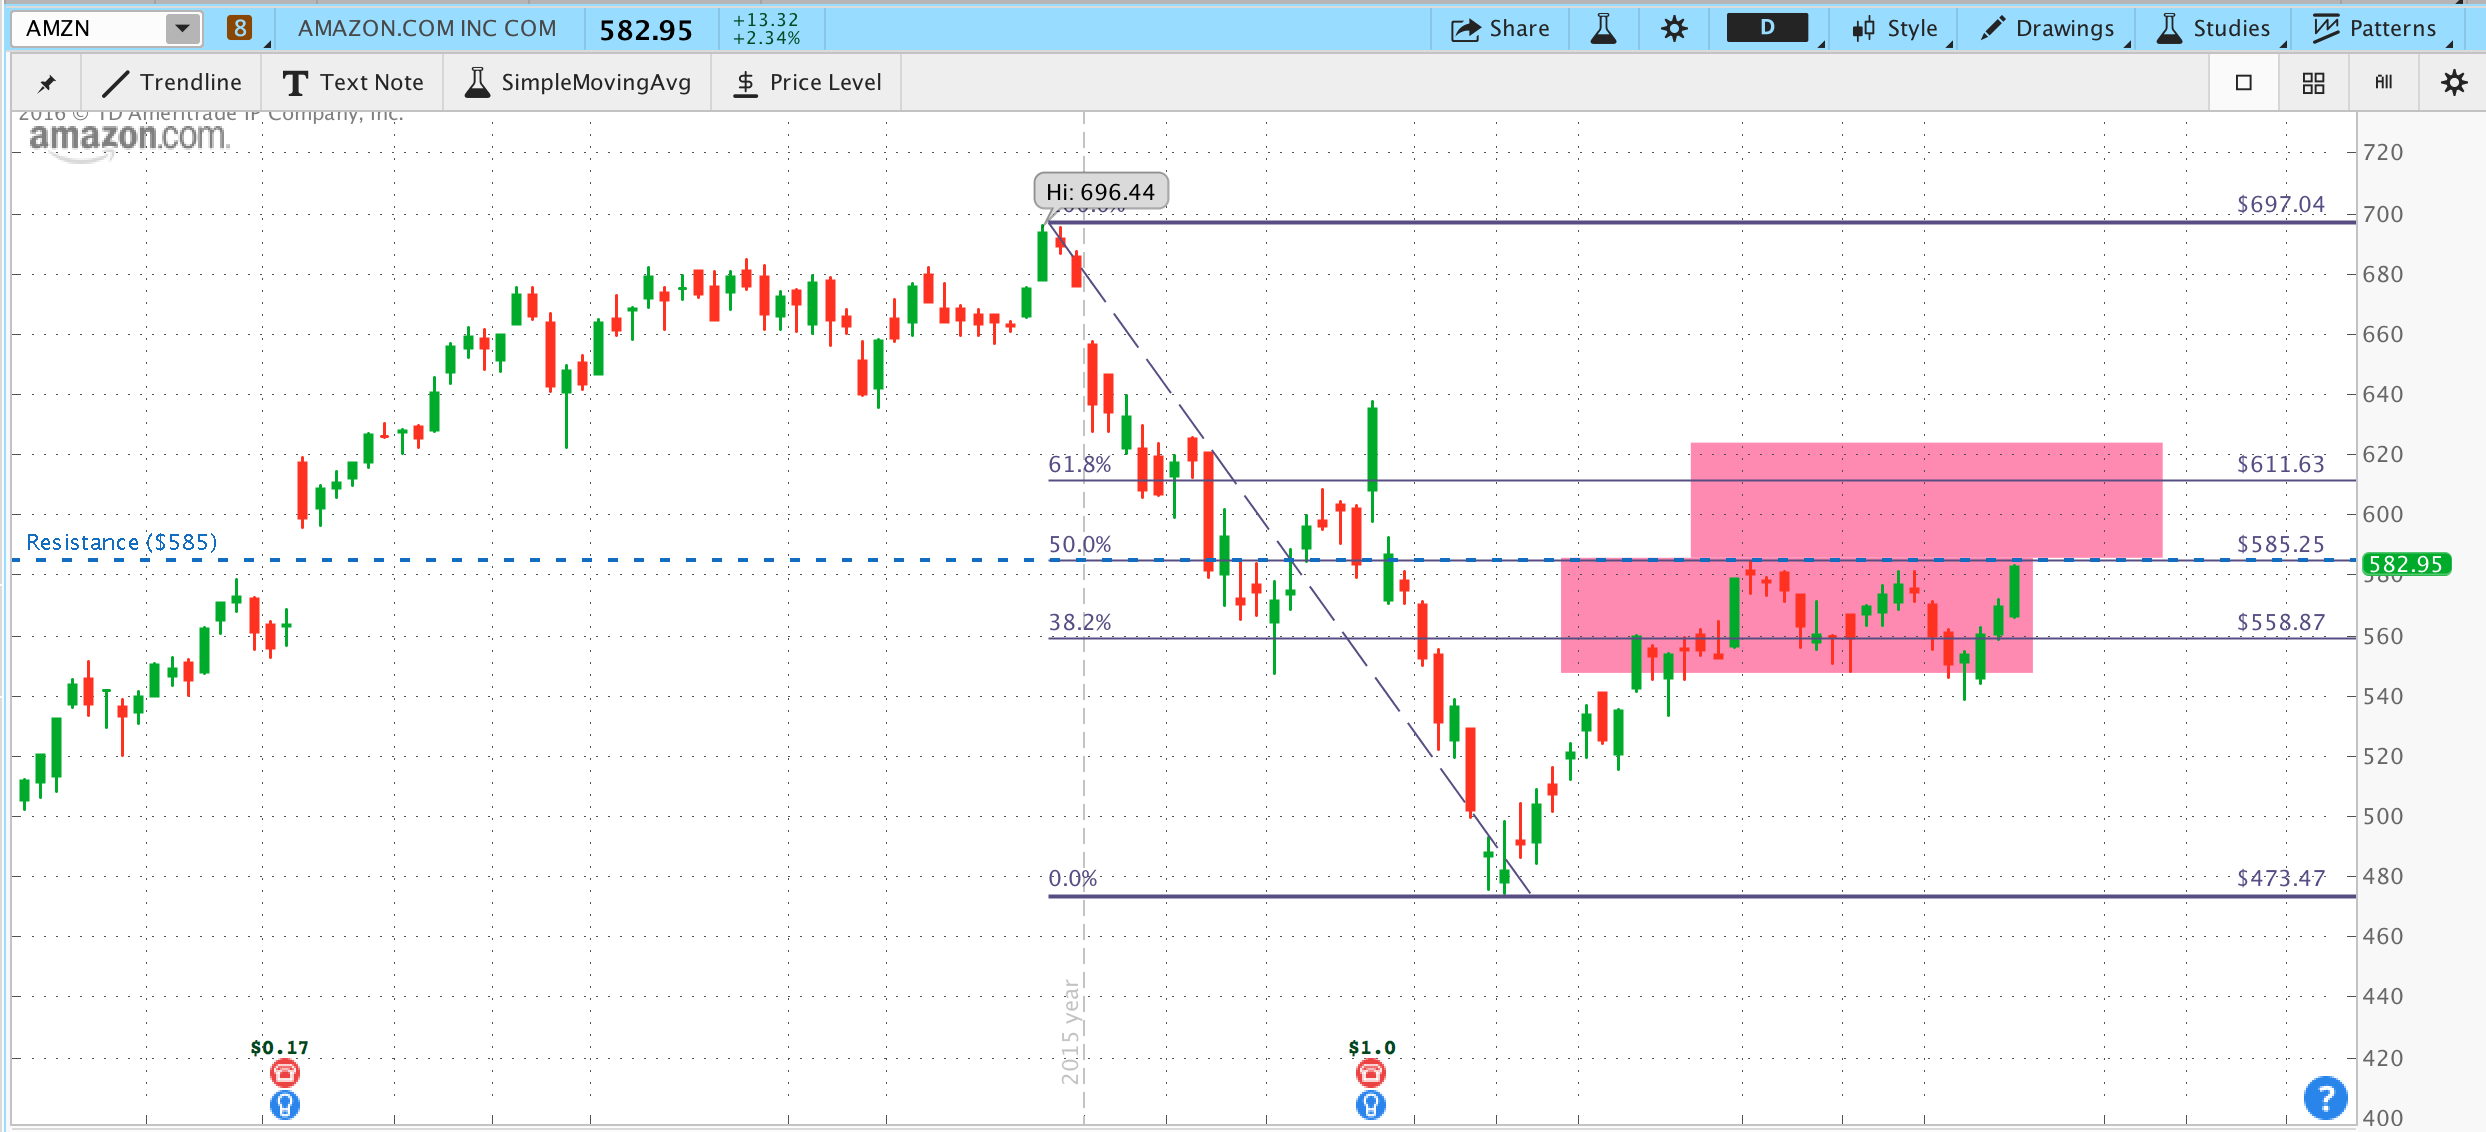 AMZN
8
AMAZON.COM INC COM
582.95
+13.32
+2.34%
Share
D
Style
Drawings
Studies
Patterns
Trendline
T Text Note
SimpleMovingAvg
$ Price Level
All
2016 © TD Ameritrade IP Company, Inc.
amazon.com.
720
Hi: 696.44
$697.04
700
680
660
640
61.8%
$611.63
620
600
Resistance ($585)
50.0%
$585.25
582.95
580
38.2%
$558.87
560
540
520
500
0.0%
$473.47
480
460
440
2015 year
$0.17
$1.0
420
?
400